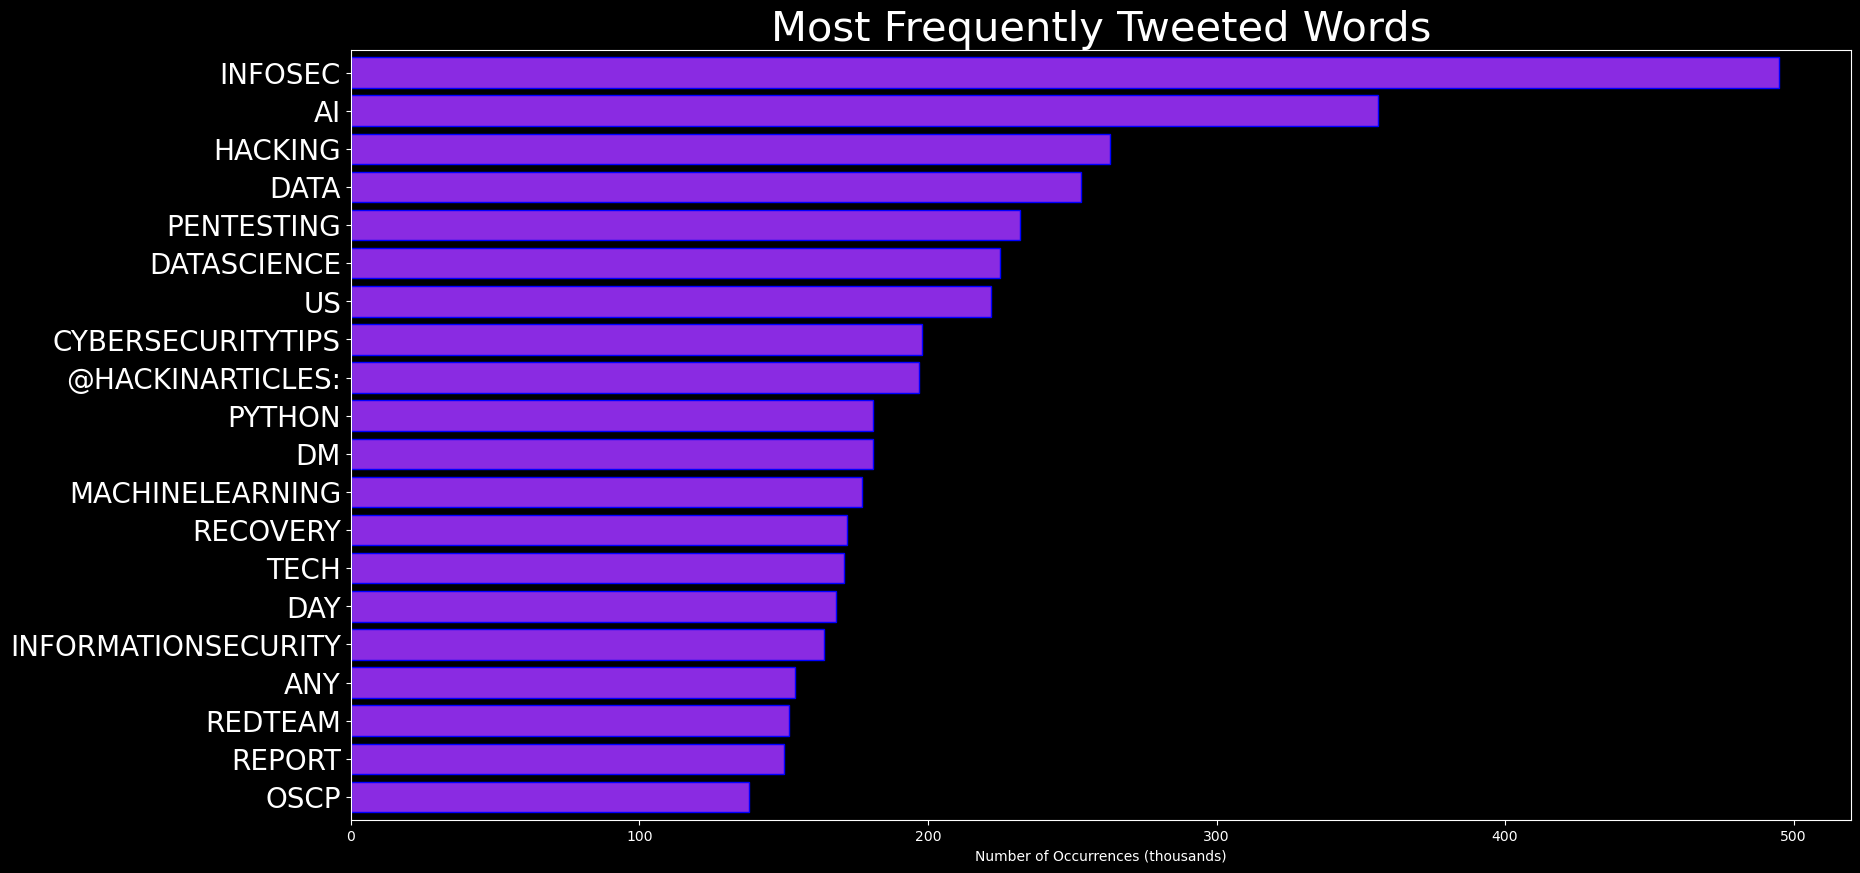 Most Frequently Tweeted Words
INFOSEC
AI
HACKING
DATA
PENTESTING
DATASCIENCE
US
CYBERSECURITYTIPS
@HACKINARTICLES:
PYTHON
DM
MACHINELEARNING
RECOVERY
TECH
DAY
INFORMATIONSECURITY
ANY
REDTEAM
REPORT
OSCP
0 100 200 300 400 500
Number of Occurrences (thousands)